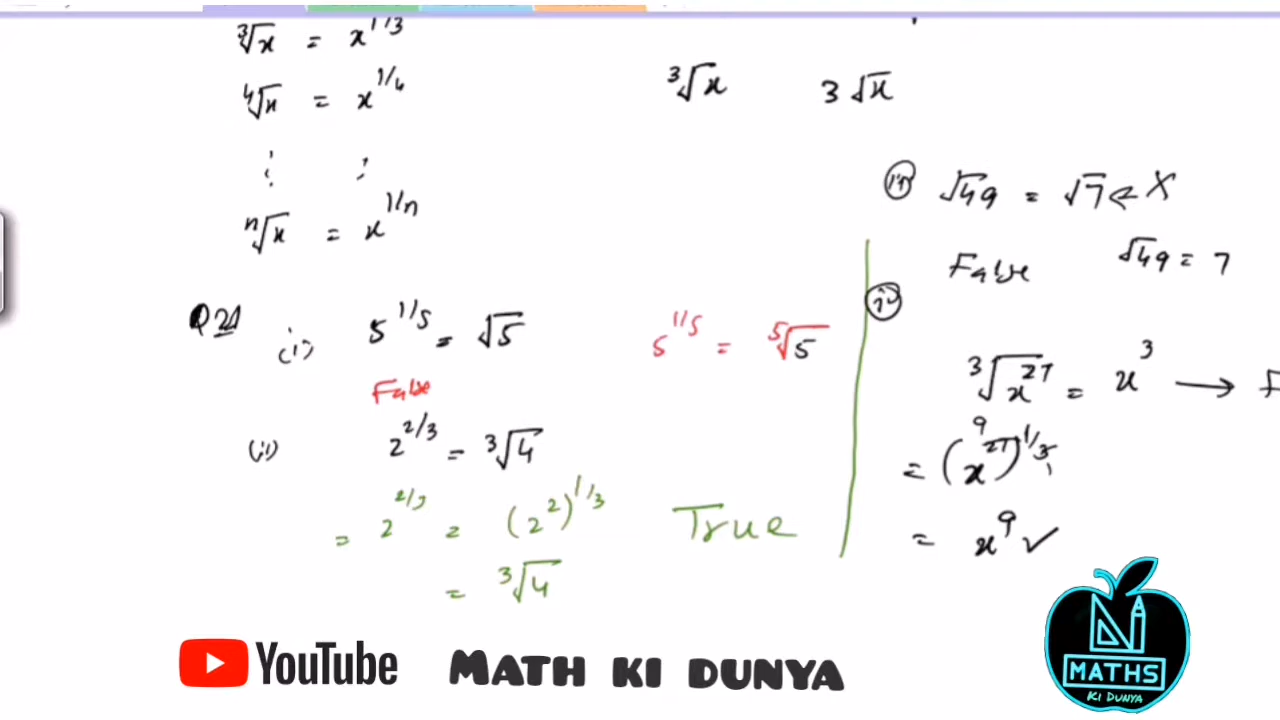 ∛x = x^1/3
∜x = x^1/4
∛x 3√x
⋮ ⋮
ⁿ√x = x^1/n
(iii) √49 = √7 ← X
False √49 = 7
(i) 5^1/5 = √5
False
5^1/5 = ⁵√5
(ii) 2^2/3 = ∛4
= 2^2/3 = (2²)^1/3 True
= ∛4
∛x^27 = x³ → F
= (x^27)^1/3
9
= x⁹ ✓
YouTube MATH KI DUNYA
MATHS
KI DUNYA